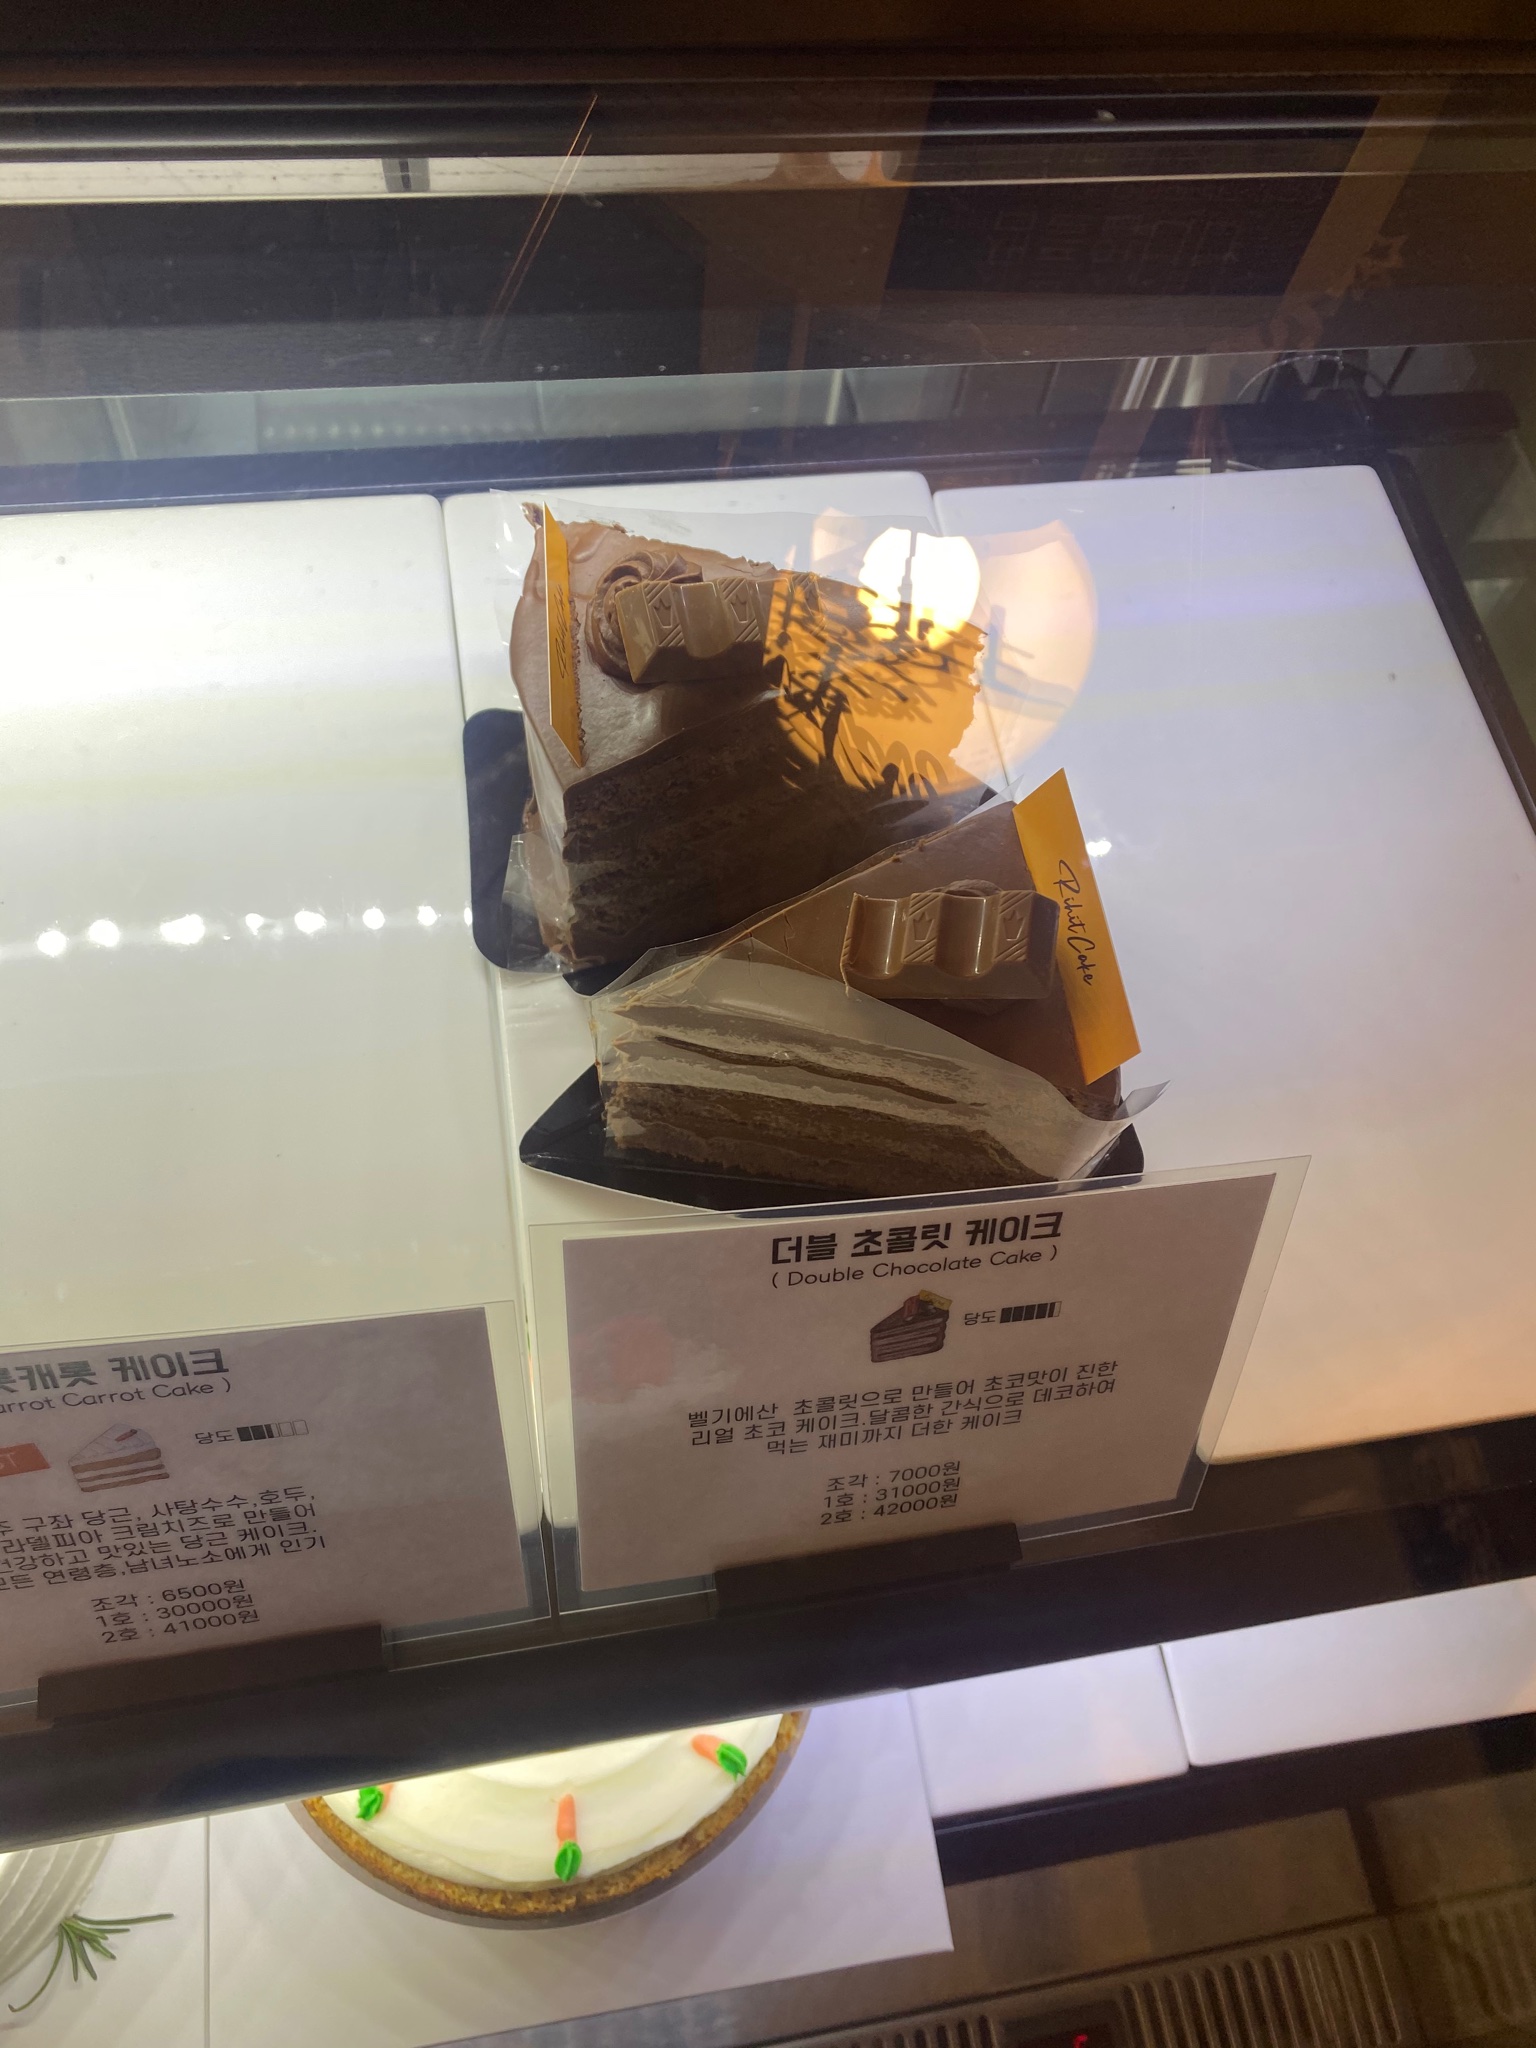 Rihit Cake
더블 초콜릿 케이크
( Double Chocolate Cake )
당도
벨기에산 초콜릿으로 만들어 초코맛이 진한
리얼 초코 케이크.달콤한 간식으로 데코하여
먹는 재미까지 더한 케이크
조각 : 7000원
1호 : 31000원
2호 : 42000원
케이크
Carrot Cake )
당도
구좌 당근, 사탕수수,호두,
크림치즈로 만들어
맛있는 당근 케이크.
연령층,남녀노소에게 인기
조각 : 6500원
1호 : 30000원
2호 : 41000원